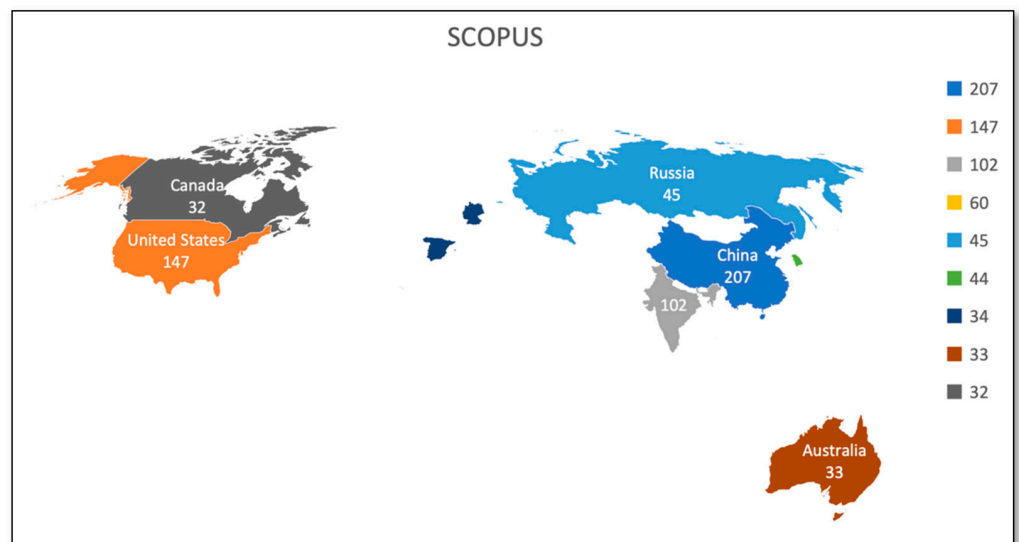 SCOPUS
Canada
32
United States
147
Russia
45
China
207
102
Australia
33
207
147
102
60
45
44
34
33
32